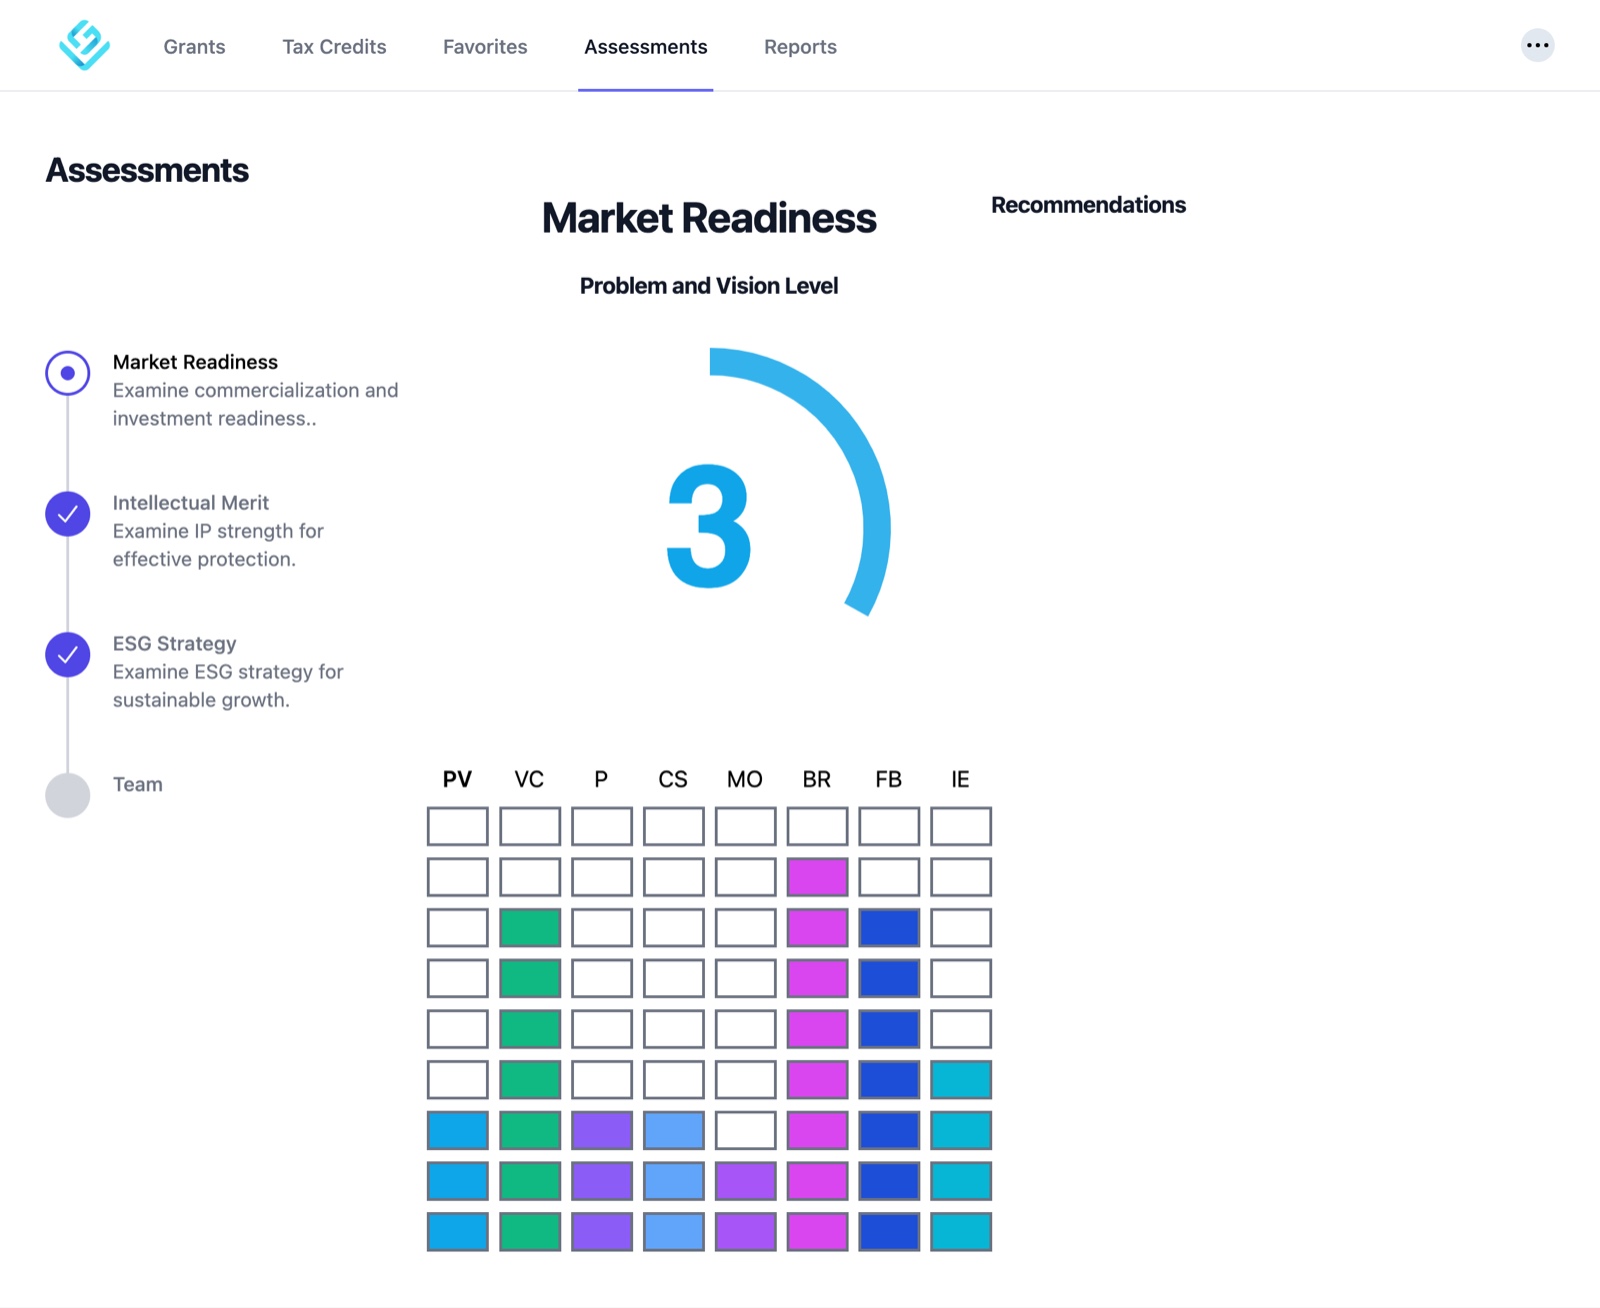 Grants
Tax Credits
Favorites
Assessments
Reports
Assessments
Market Readiness
Recommendations
Problem and Vision Level
3
Market Readiness
Examine commercialization and
investment readiness..
Intellectual Merit
Examine IP strength for
effective protection.
ESG Strategy
Examine ESG strategy for
sustainable growth.
Team
PV VC P CS MO BR FB IE